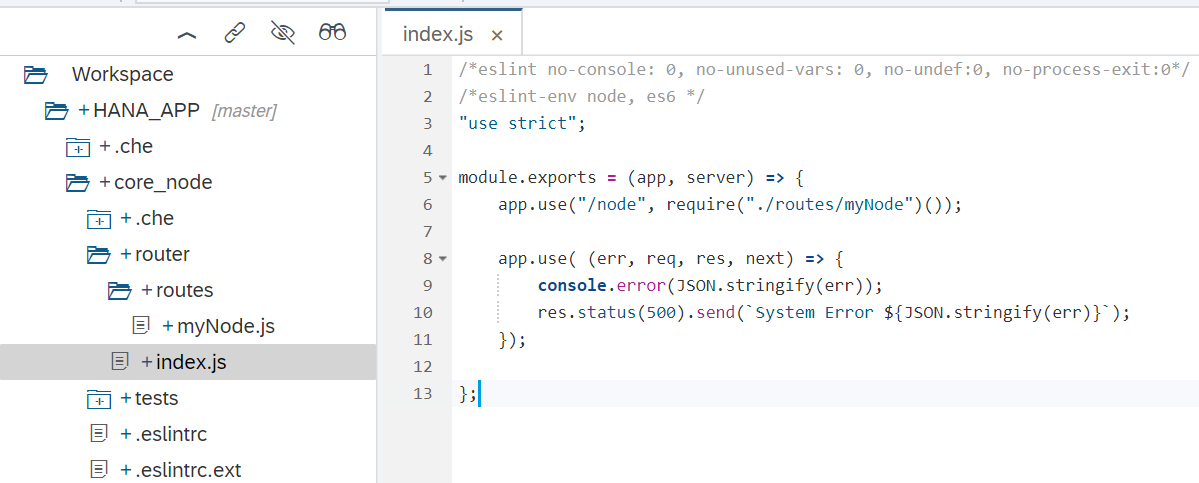 index.js ×
Workspace
+HANA_APP [master]
+.che
+core_node
+.che
+router
+routes
+myNode.js
+index.js
+tests
+.eslintrc
+.eslintrc.ext
1 /*eslint no-console: 0, no-unused-vars: 0, no-undef:0, no-process-exit:0*/
2 /*eslint-env node, es6 */
3 "use strict";
4
5 module.exports = (app, server) => {
6     app.use("/node", require("./routes/myNode")());
7
8     app.use( (err, req, res, next) => {
9         console.error(JSON.stringify(err));
10         res.status(500).send(`System Error ${JSON.stringify(err)}`);
11     });
12
13 };